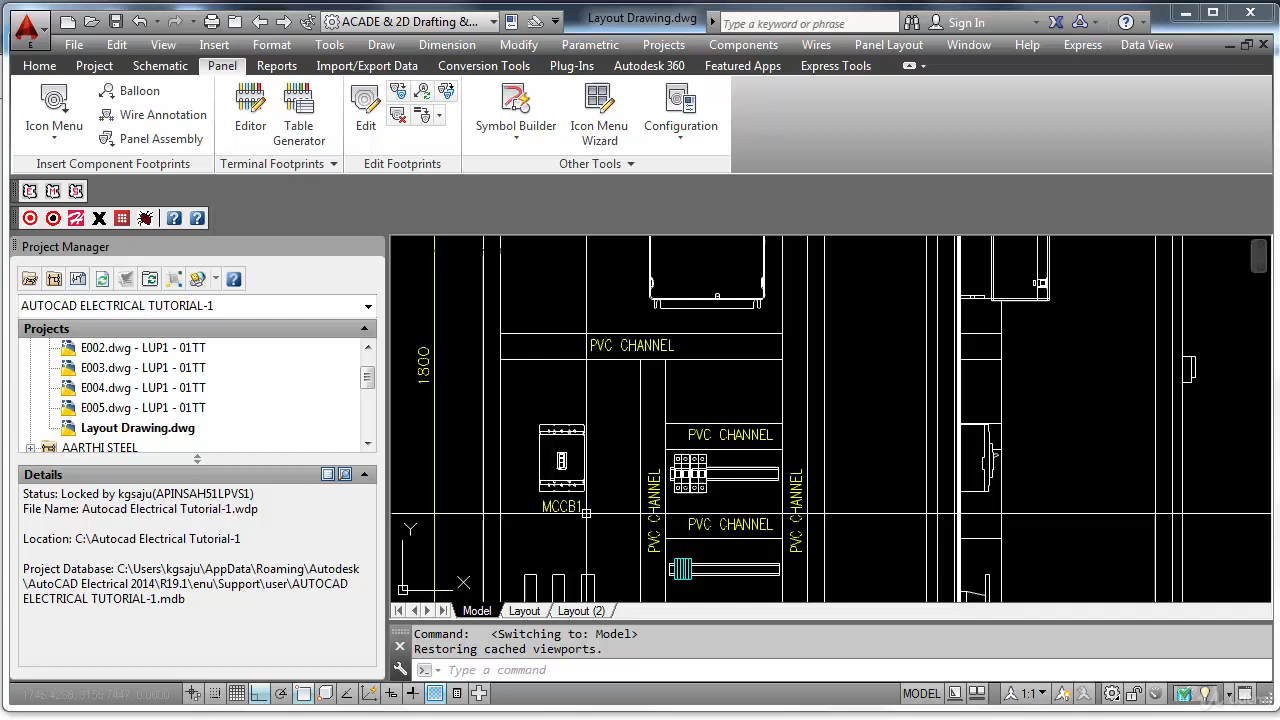 ACADE & 2D Drafting &...
Layout Drawing.dwg
Type a keyword or phrase
Sign In
E
File Edit View Insert Format Tools Draw Dimension Modify Parametric Projects Components Wires Panel Layout Window Help Express Data View
Home Project Schematic Panel Reports Import/Export Data Conversion Tools Plug-Ins Autodesk 360 Featured Apps Express Tools
Icon Menu
Balloon
Wire Annotation
Panel Assembly
Editor
Table Generator
Edit
Symbol Builder
Icon Menu Wizard
Configuration
Insert Component Footprints
Terminal Footprints
Edit Footprints
Other Tools
Project Manager
AUTOCAD ELECTRICAL TUTORIAL-1
Projects
E002.dwg - LUP1 - 01TT
E003.dwg - LUP1 - 01TT
E004.dwg - LUP1 - 01TT
E005.dwg - LUP1 - 01TT
Layout Drawing.dwg
AARTHI STEEL
Details
Status: Locked by kgsaju(APINSAH51LPVS1)
File Name: Autocad Electrical Tutorial-1.wdp
Location: C:\Autocad Electrical Tutorial-1
Project Database: C:\Users\kgsaju\AppData\Roaming\Autodesk
\AutoCAD Electrical 2014\R19.1\enu\Support\user\AUTOCAD
ELECTRICAL TUTORIAL-1.mdb
1800
PVC CHANNEL
PVC CHANNEL
PVC CHANNEL
PVC CHANNEL
PVC CHANNEL
MCCB1
Y
X
Model Layout Layout (2)
Command: <Switching to: Model>
Restoring cached viewports.
Type a command
MODEL
1:1